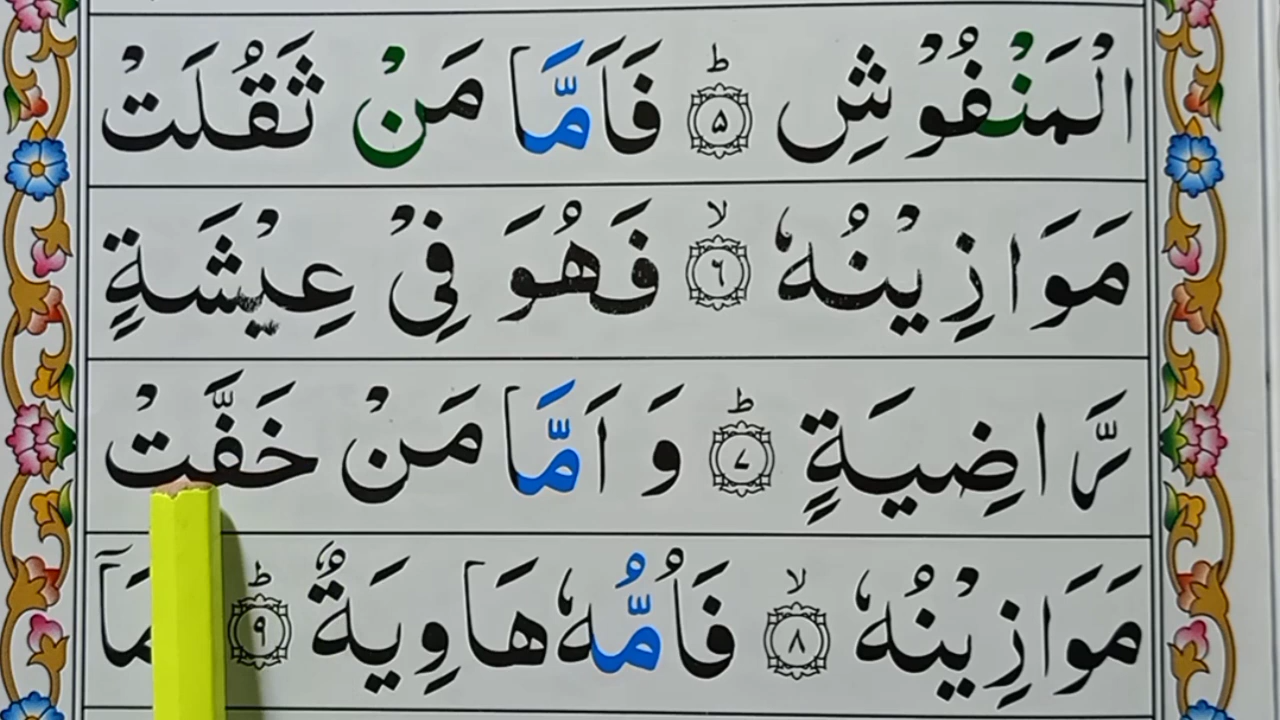 الْمَنْفُوْشِ ؕ‏﴿۵﴾ فَاَمَّا مَنْ ثَقُلَتْ
مَوَازِيْنُهٗ ۙ‏﴿۶﴾ فَهُوَ فِىْ عِيْشَةٍ
رَّاضِيَةٍ ؕ‏﴿۷﴾ وَاَمَّا مَنْ خَفَّتْ
مَوَازِيْنُهٗ ۙ‏﴿۸﴾ فَاُمُّهٗ هَاوِيَةٌ ؕ‏﴿۹﴾